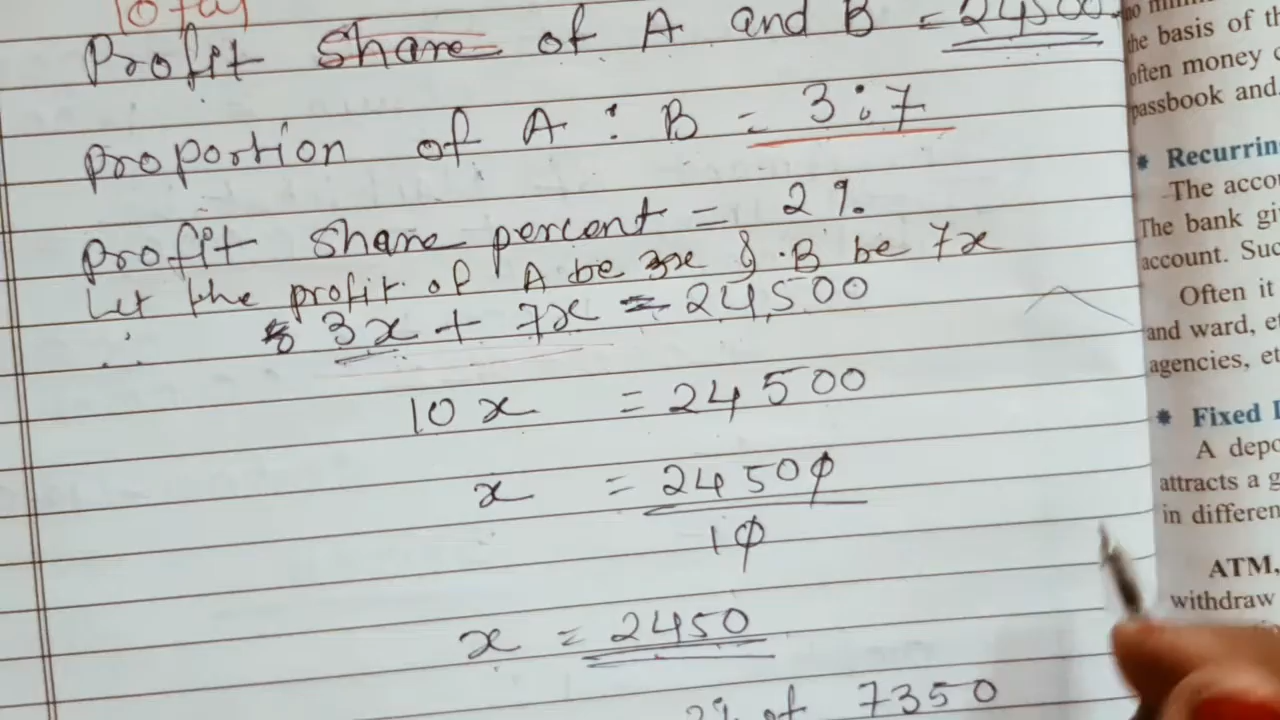 Total
Profit Share of A and B = 24500
proportion of A : B = 3:7
Profit Share percent = 2%
Let the profit of A be 3x & B be 7x
∴ 3x + 7x = 24,500
10x = 24500
x = 24500
10
x = 2450
2% of 7350
the basis of
often money
passbook and
* Recurrin
The accou
The bank gi
account. Suc
Often it
and ward, et
agencies, et
* Fixed
A depo
attracts a g
in differen
ATM,
withdraw